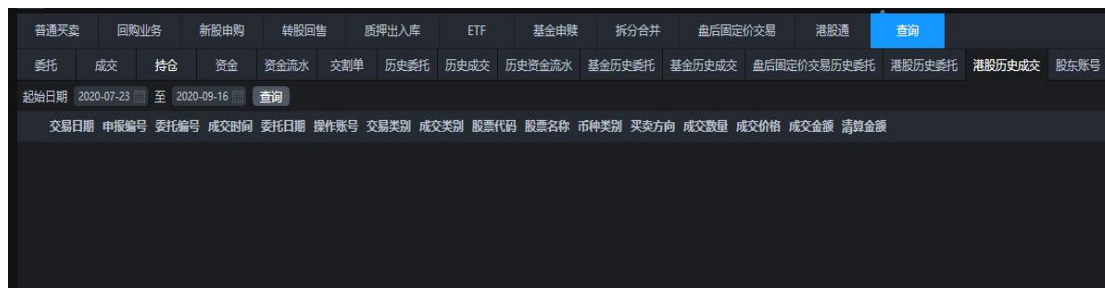 普通买卖 回购业务 新股申购 转股回售 质押出入库 ETF 基金申赎 拆分合并 盘后固定价交易 港股通 查询
委托 成交 持仓 资金 资金流水 交割单 历史委托 历史成交 历史资金流水 基金历史委托 基金历史成交 盘后固定价交易历史委托 港股历史委托 港股历史成交 股东账号
起始日期 2020-07-23 至 2020-09-16 查询
交易日期 申报编号 委托编号 成交时间 委托日期 操作账号 交易类别 成交类别 股票代码 股票名称 币种类别 买卖方向 成交数量 成交价格 成交金额 清算金额